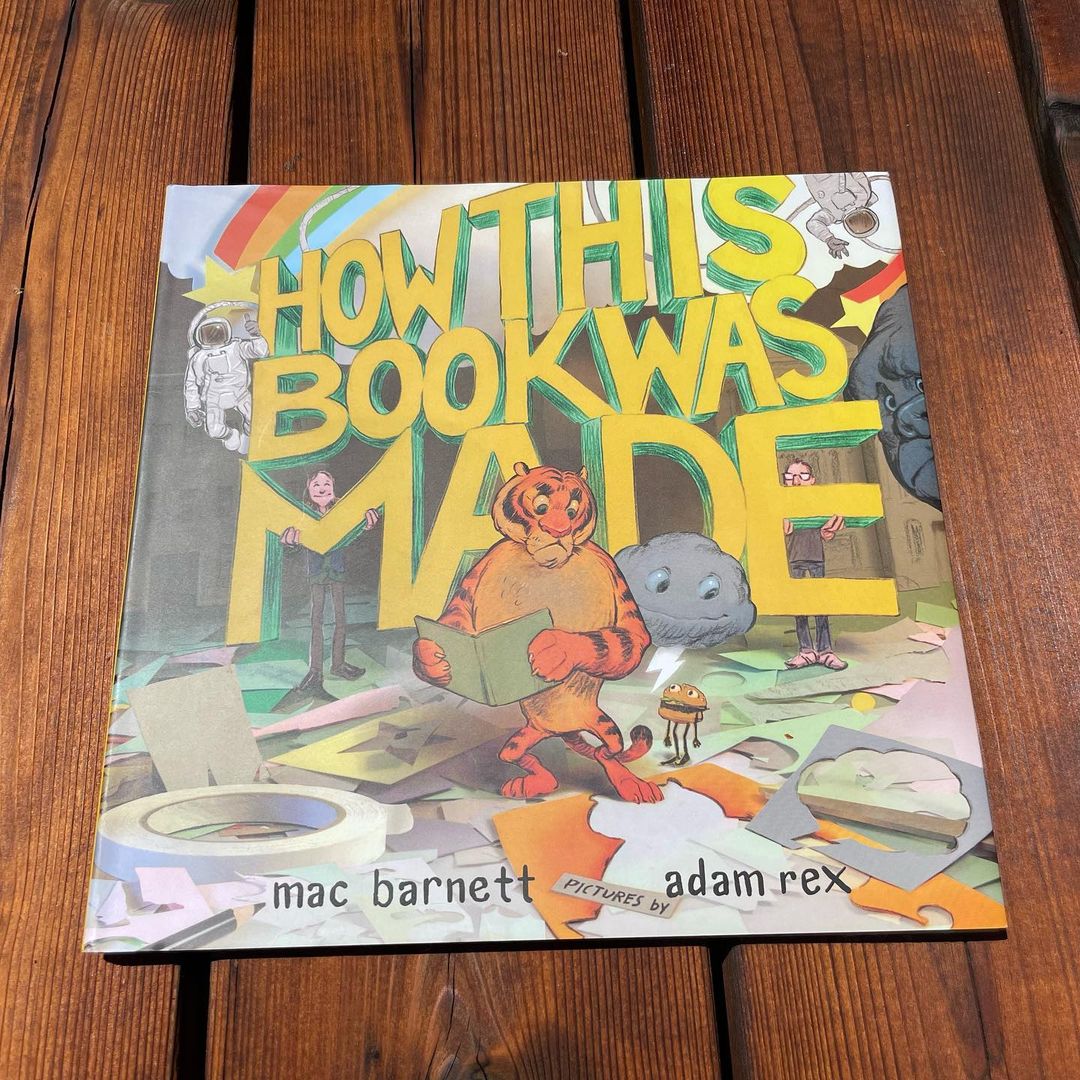 HOW THIS
BOOK WAS
MADE
mac barnett
PICTURES BY
adam rex